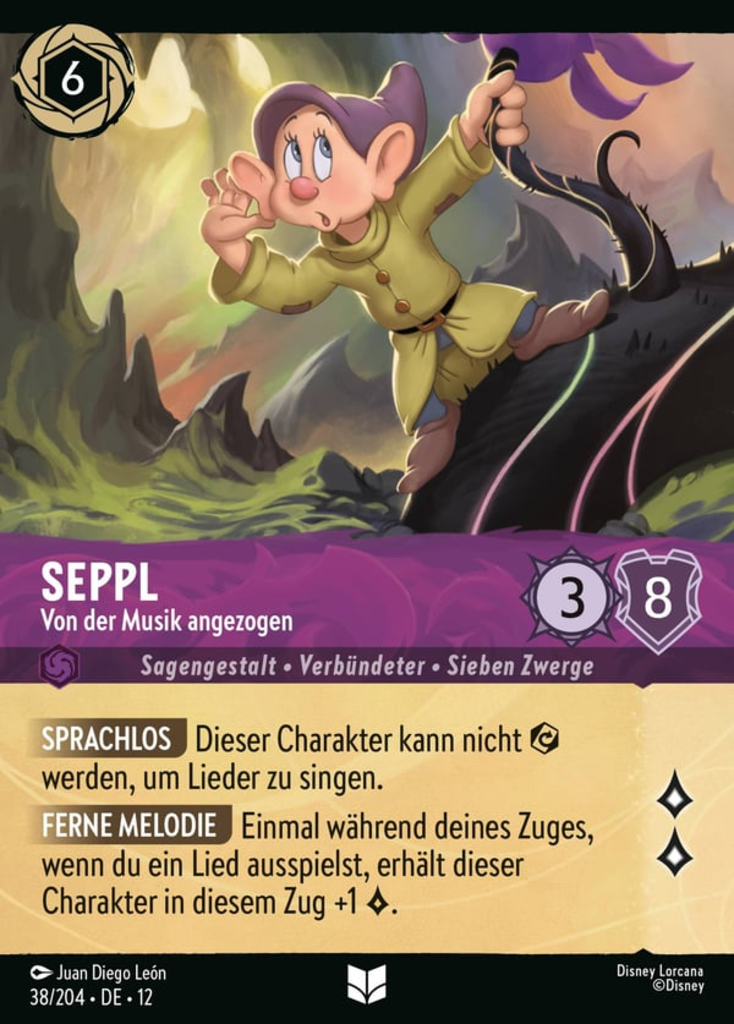 6
SEPPL
Von der Musik angezogen
3
8
Sagengestalt • Verbündeter • Sieben Zwerge
SPRACHLOS Dieser Charakter kann nicht
werden, um Lieder zu singen.
FERNE MELODIE Einmal während deines Zuges,
wenn du ein Lied ausspielst, erhält dieser
Charakter in diesem Zug +1 .
Juan Diego León
38/204 • DE • 12
Disney Lorcana
©Disney